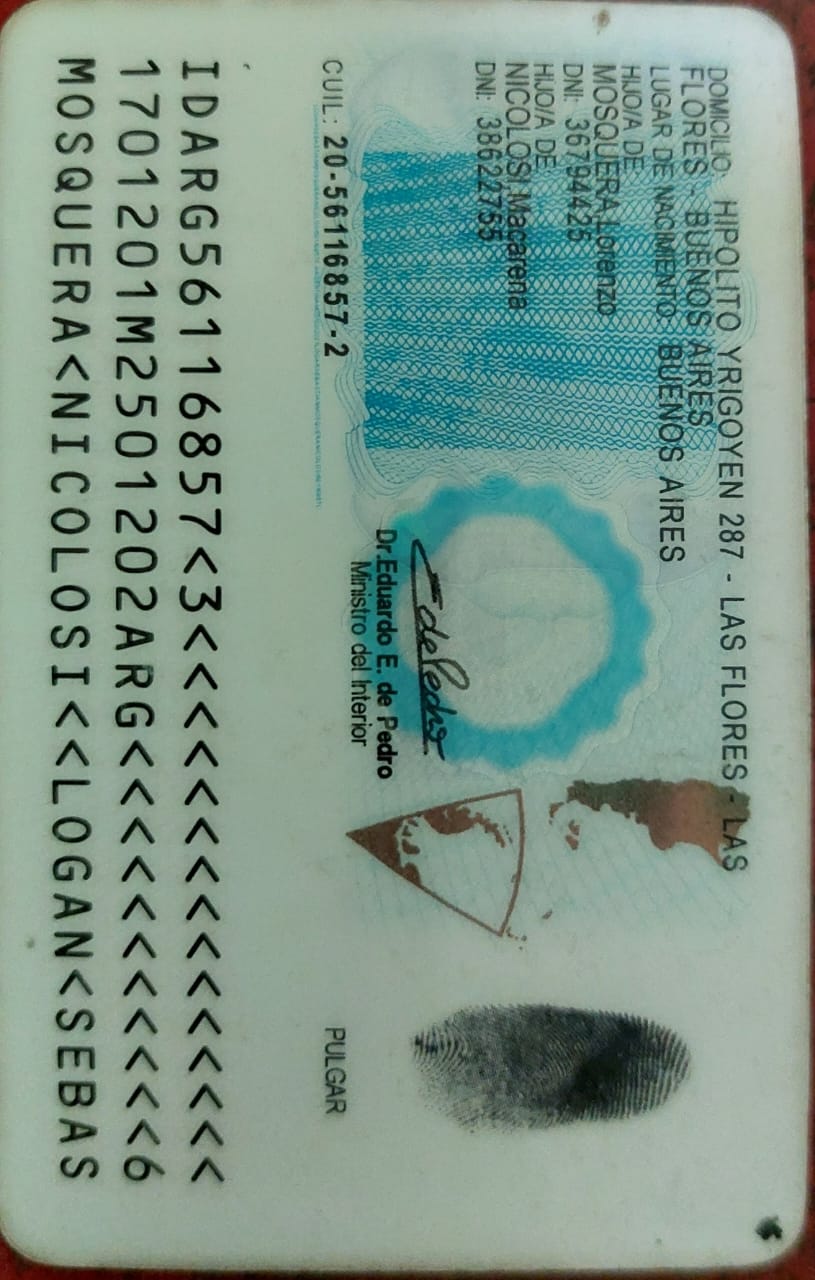 DOMICILIO: HIPOLITO YRIGOYEN 287 - LAS FLORES - LAS
FLORES - BUENOS AIRES
LUGAR DE NACIMIENTO: BUENOS AIRES
HIJO/A DE
MOSQUERA, Lorenzo
DNI: 36794425
HIJO/A DE
NICOLOSI, Macarena
DNI: 38622755
Dr.Eduardo E. de Pedro
Ministro del Interior
CUIL: 20-56116857-2
PULGAR
IDARG56116857<3<<<<<<<<<<<<<<<
1701201M2501202ARG<<<<<<<<<<<6
MOSQUERA<NICOLOSI<<LOGAN<SEBAS